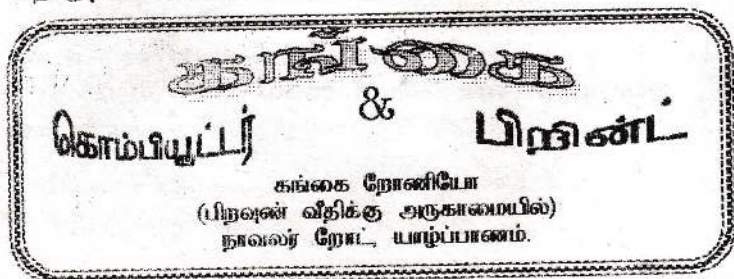 கங்கை
கொம்பியூட்டர் & பிறின்ட்
கங்கை றோணியோ
(பிறவுண் வீதிக்கு அருகாமையில்)
நாவலர் றோட், யாழ்ப்பாணம்.